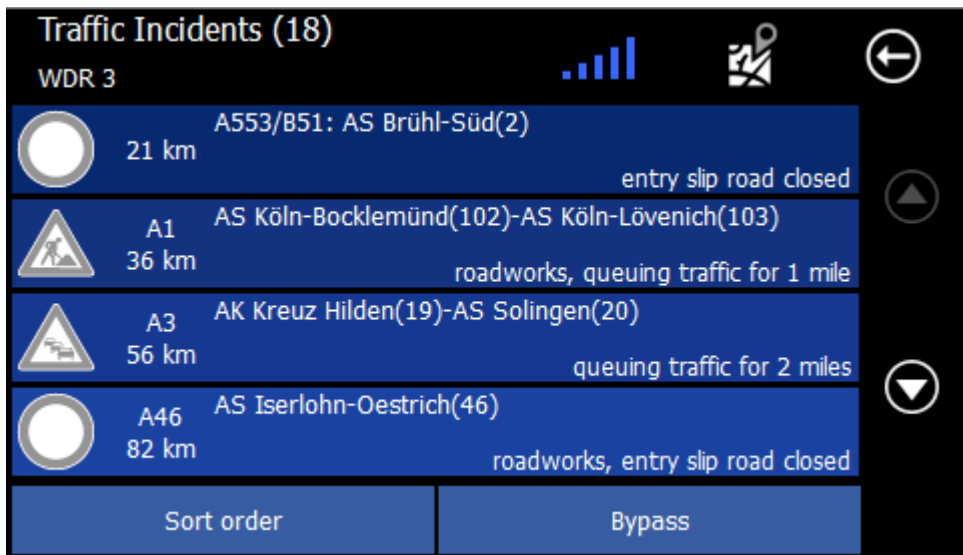 Traffic Incidents (18)
WDR 3
A553/B51: AS Brühl-Süd(2)
21 km
entry slip road closed
A1
AS Köln-Bocklemünd(102)-AS Köln-Lövenich(103)
36 km
roadworks, queuing traffic for 1 mile
A3
AK Kreuz Hilden(19)-AS Solingen(20)
56 km
queuing traffic for 2 miles
A46
AS Iserlohn-Oestrich(46)
82 km
roadworks, entry slip road closed
Sort order
Bypass